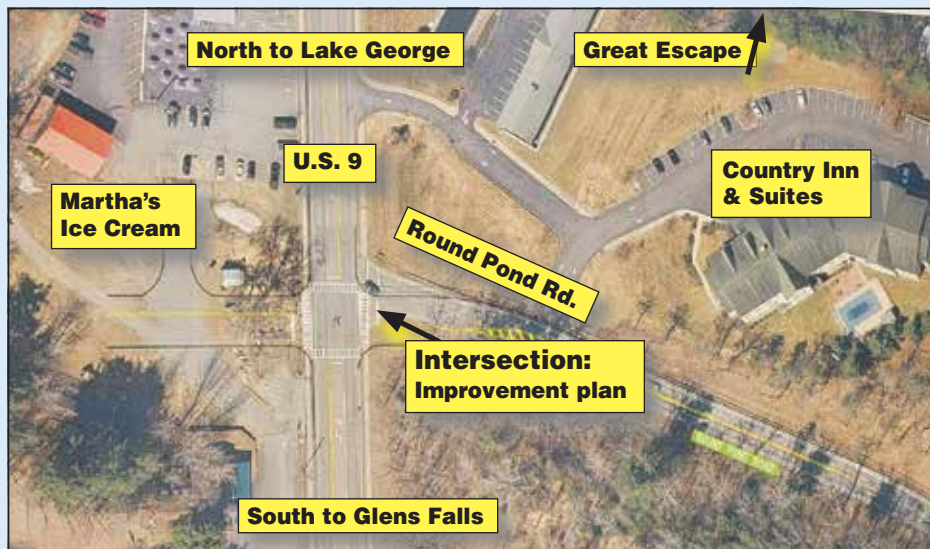 North to Lake George
Great Escape
U.S. 9
Country Inn
& Suites
Martha's
Ice Cream
Round Pond Rd.
Intersection:
Improvement plan
South to Glens Falls